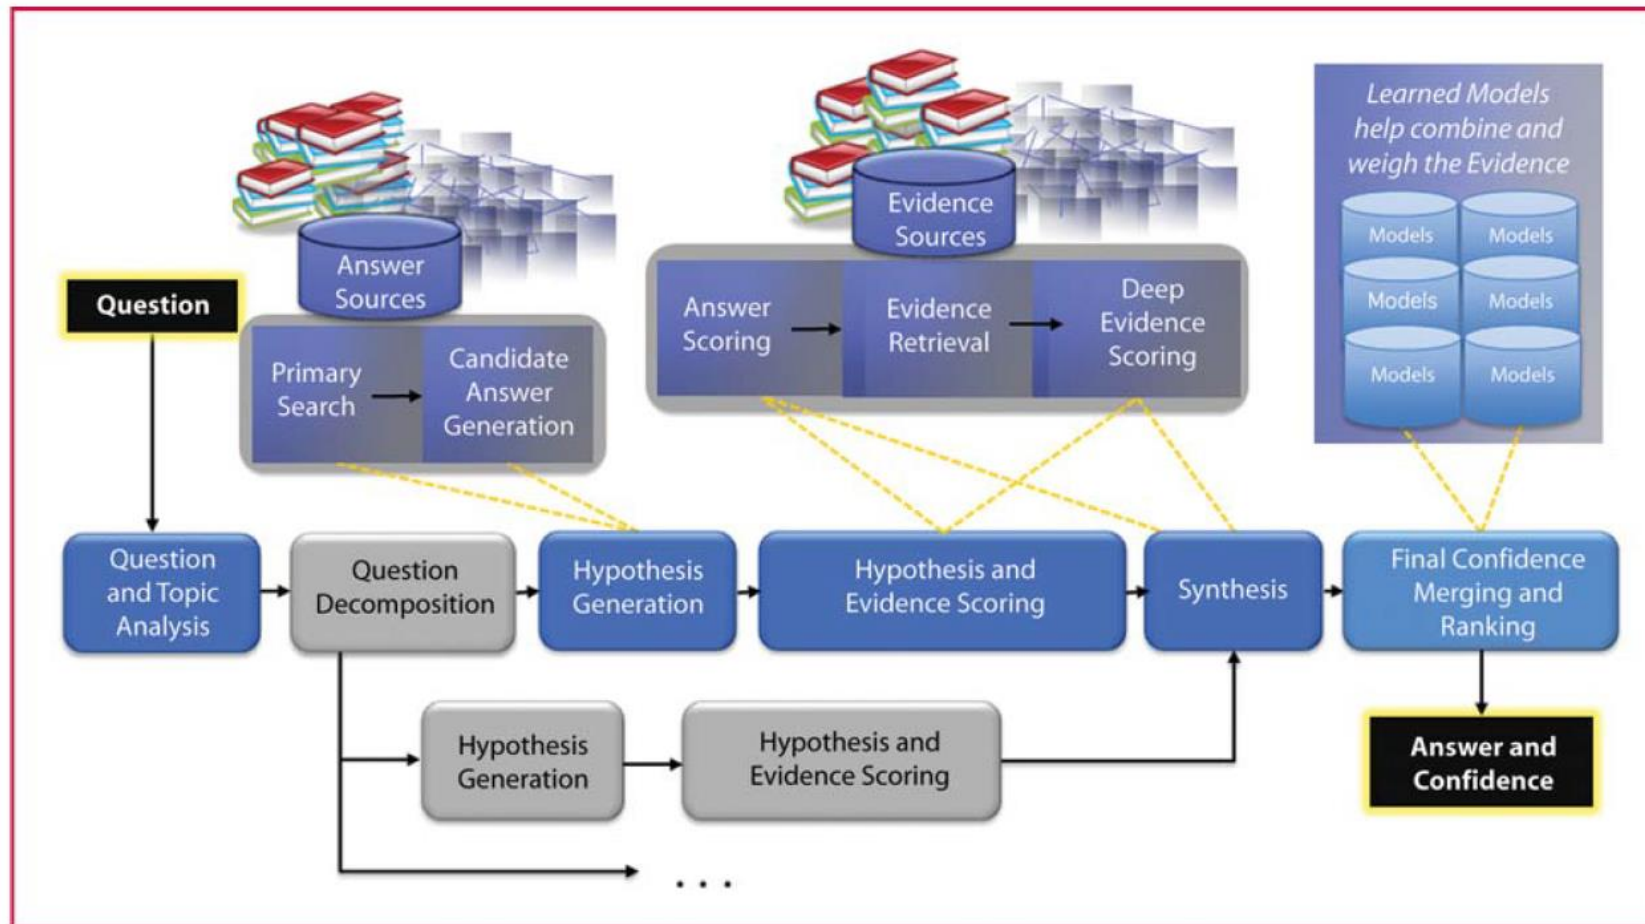 Learned Models
help combine and
weigh the Evidence
Models
Models
Models
Models
Models
Models
Evidence
Sources
Answer
Scoring
Evidence
Retrieval
Deep
Evidence
Scoring
Answer
Sources
Primary
Search
Candidate
Answer
Generation
Question
Question
and Topic
Analysis
Question
Decomposition
Hypothesis
Generation
Hypothesis and
Evidence Scoring
Synthesis
Final Confidence
Merging and
Ranking
Hypothesis
Generation
Hypothesis and
Evidence Scoring
Answer and
Confidence
. . .